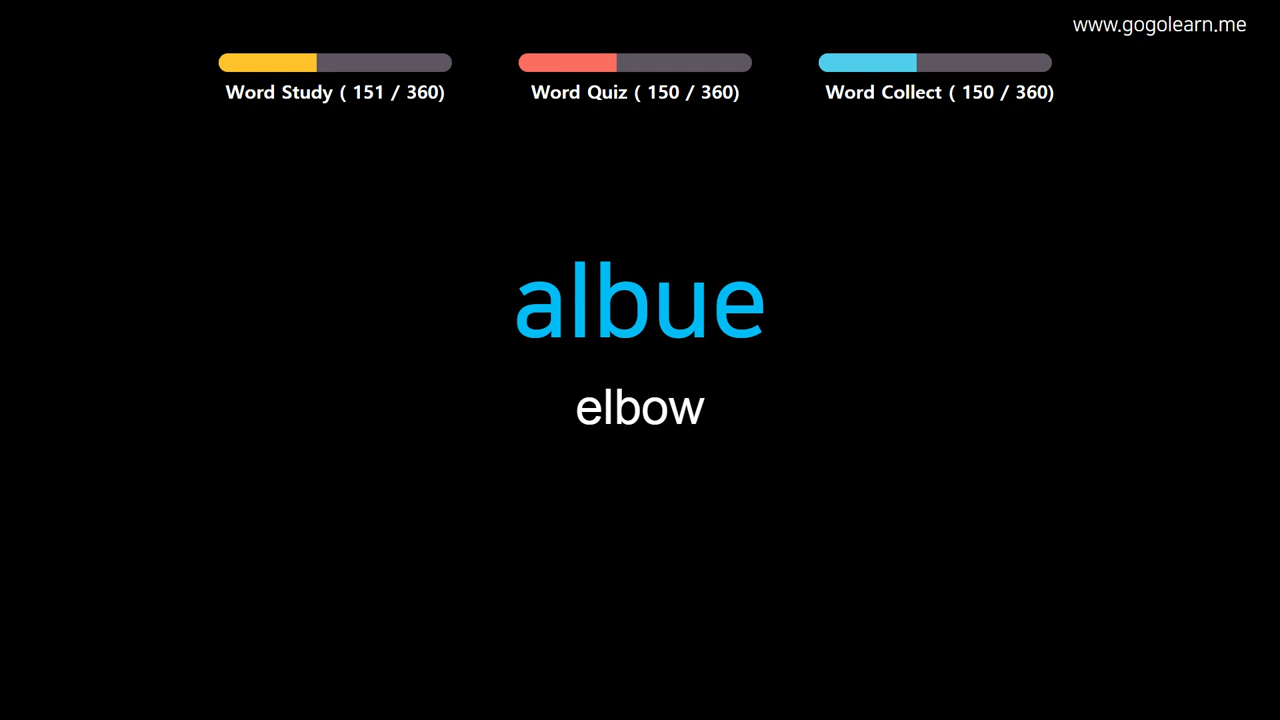 www.gogolearn.me
Word Study ( 151 / 360)
Word Quiz ( 150 / 360)
Word Collect ( 150 / 360)
albue
elbow